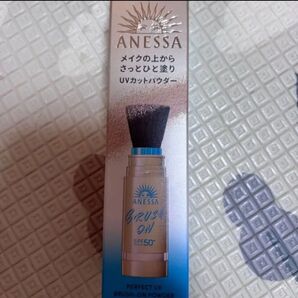 ANESSA
メイクの上から
さっとひと塗り
UVカットパウダー
ANESSA
BRUSH
ON
SPF50+
PERFECT UV
BRUSH-ON POWDER